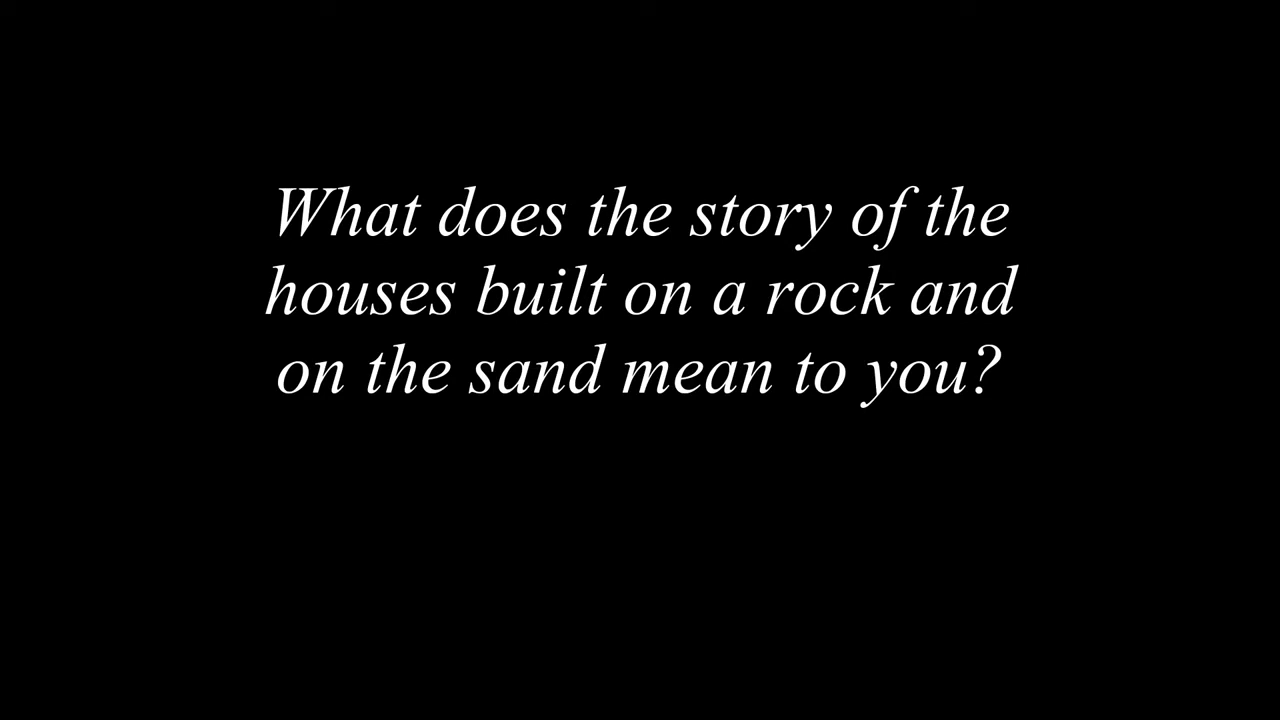 What does the story of the
houses built on a rock and
on the sand mean to you?